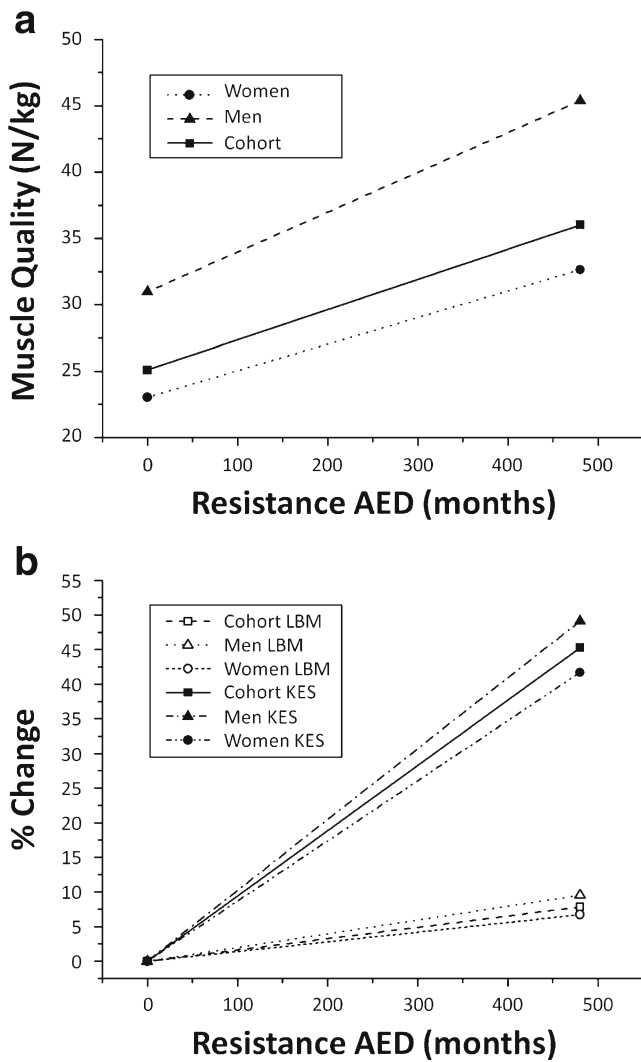 a
50
45
40
35
30
25
20
Muscle Quality (N/kg)
Women
Men
Cohort
0 100 200 300 400 500
Resistance AED (months)
b
55
50
45
40
35
30
25
20
15
10
5
0
% Change
Cohort LBM
Men LBM
Women LBM
Cohort KES
Men KES
Women KES
0 100 200 300 400 500
Resistance AED (months)